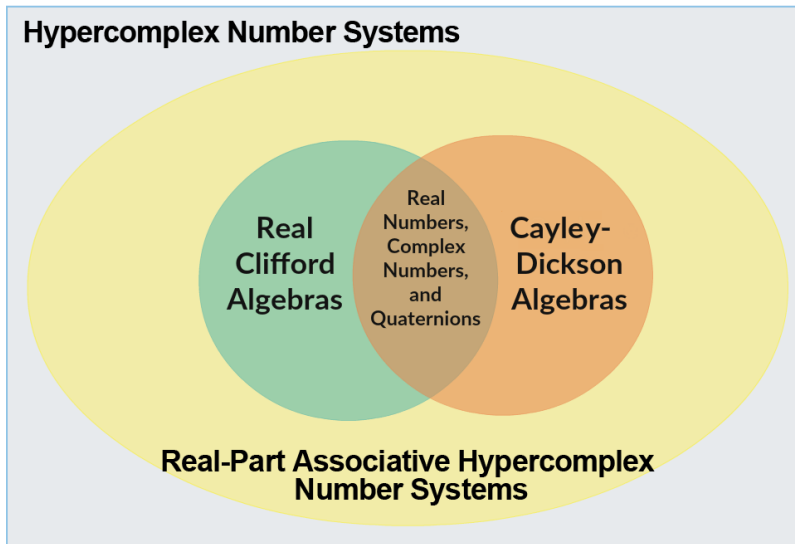 Hypercomplex Number Systems
Real
Clifford
Algebras
Real
Numbers,
Complex
Numbers,
and
Quaternions
Cayley-
Dickson
Algebras
Real-Part Associative Hypercomplex
Number Systems